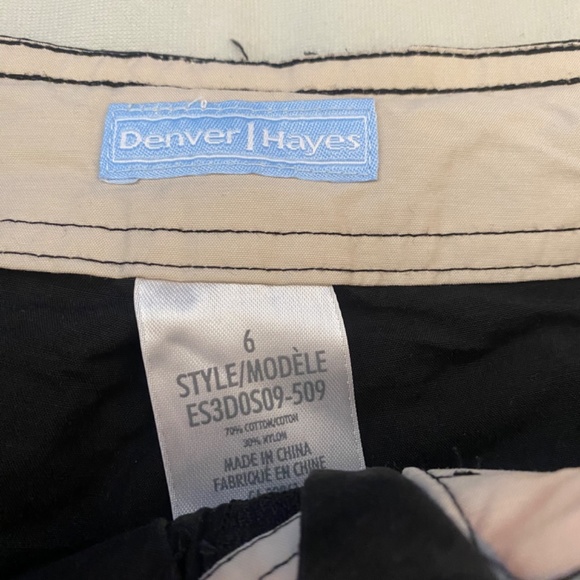 Denver|Hayes
6
STYLE/MODÈLE
ES3D0S09-509
70% COTTON/COTON
30% NYLON
MADE IN CHINA
FABRIQUÉ EN CHINE